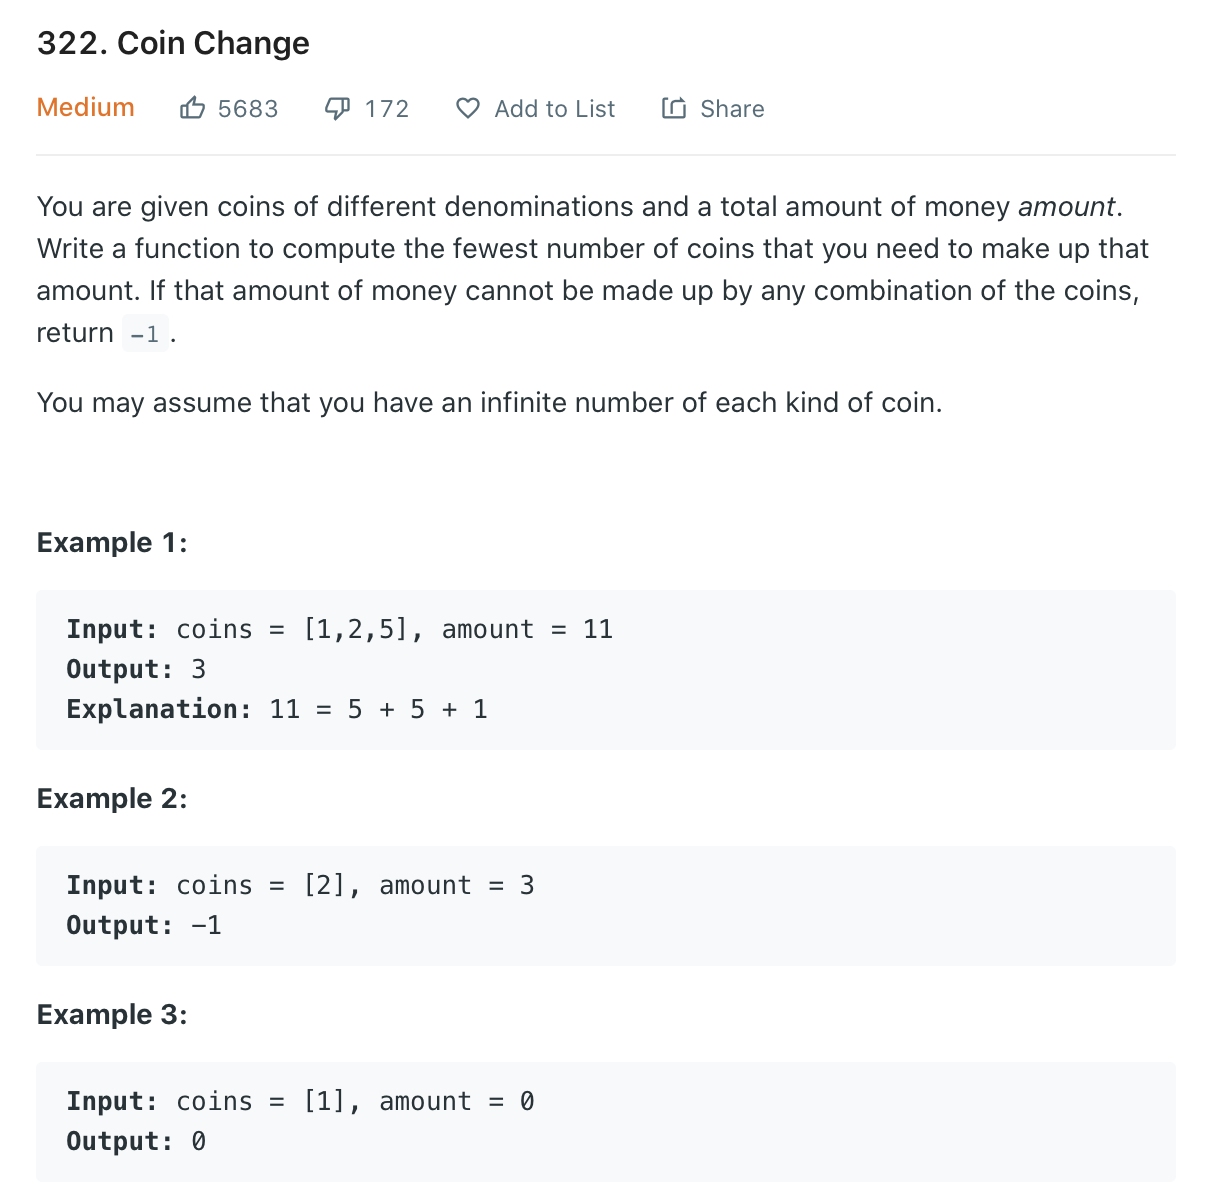 322. Coin Change
Medium 5683 172 Add to List Share
You are given coins of different denominations and a total amount of money amount.
Write a function to compute the fewest number of coins that you need to make up that
amount. If that amount of money cannot be made up by any combination of the coins,
return -1 .
You may assume that you have an infinite number of each kind of coin.
Example 1:
Input: coins = [1,2,5], amount = 11
Output: 3
Explanation: 11 = 5 + 5 + 1
Example 2:
Input: coins = [2], amount = 3
Output: -1
Example 3:
Input: coins = [1], amount = 0
Output: 0